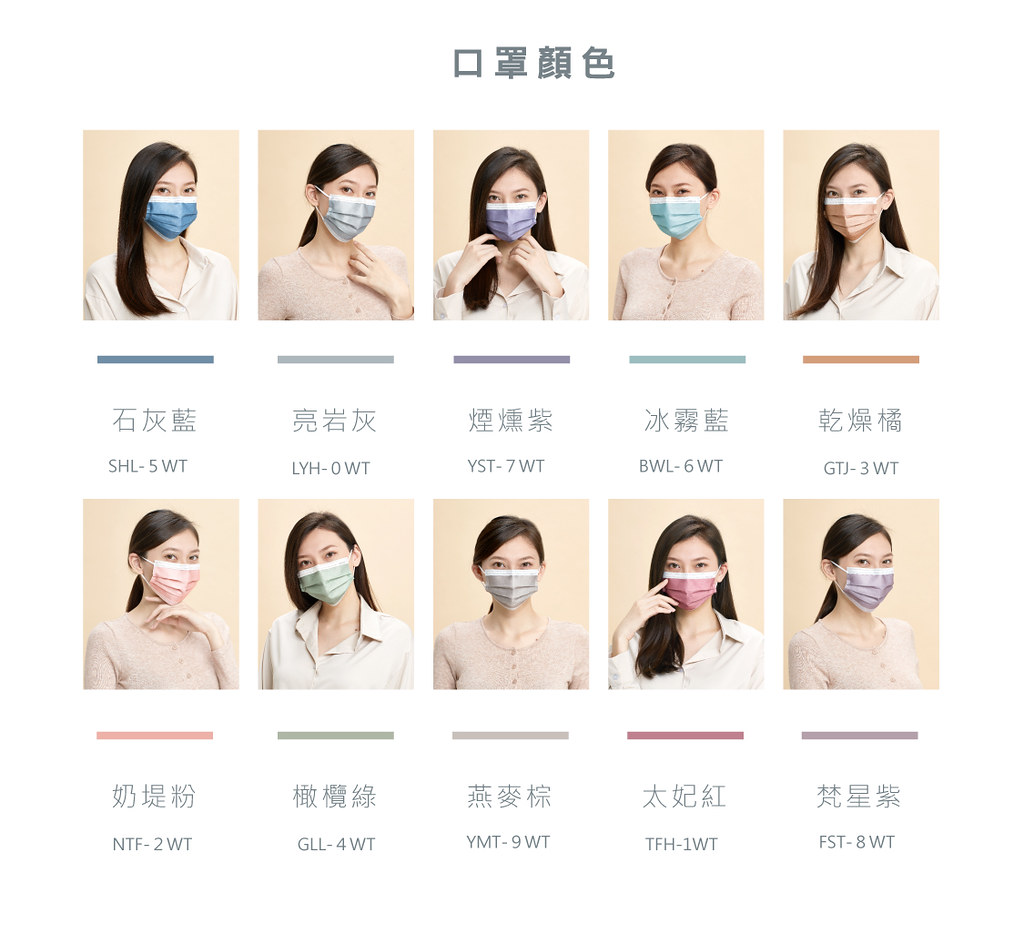 口罩顏色
石灰藍
亮岩灰
煙燻紫
冰霧藍
乾燥橘
SHL- 5 WT
LYH- 0 WT
YST- 7 WT
BWL- 6 WT
GTJ- 3 WT
奶堤粉
橄欖綠
燕麥棕
太妃紅
梵星紫
NTF- 2 WT
GLL- 4 WT
YMT- 9 WT
TFH-1WT
FST- 8 WT